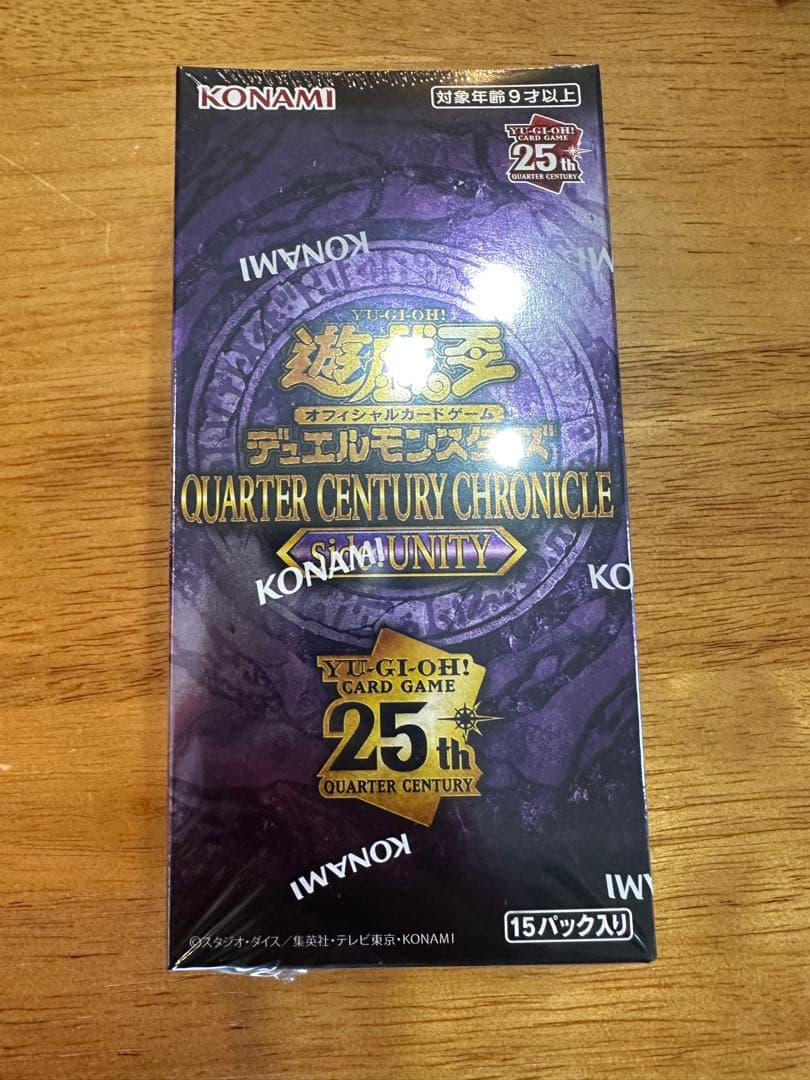 KONAMI
対象年齢9才以上
YU-GI-OH!
CARD GAME
25th
QUARTER CENTURY
KONAMI
YU-GI-OH!
遊戯王
オフィシャルカードゲーム
デュエルモンスターズ
QUARTER CENTURY CHRONICLE
side:UNITY
KONAMI
KO
YU-GI-OH!
CARD GAME
25th
QUARTER CENTURY
KONAMI
©スタジオ・ダイス/集英社・テレビ東京・KONAMI
15パック入り